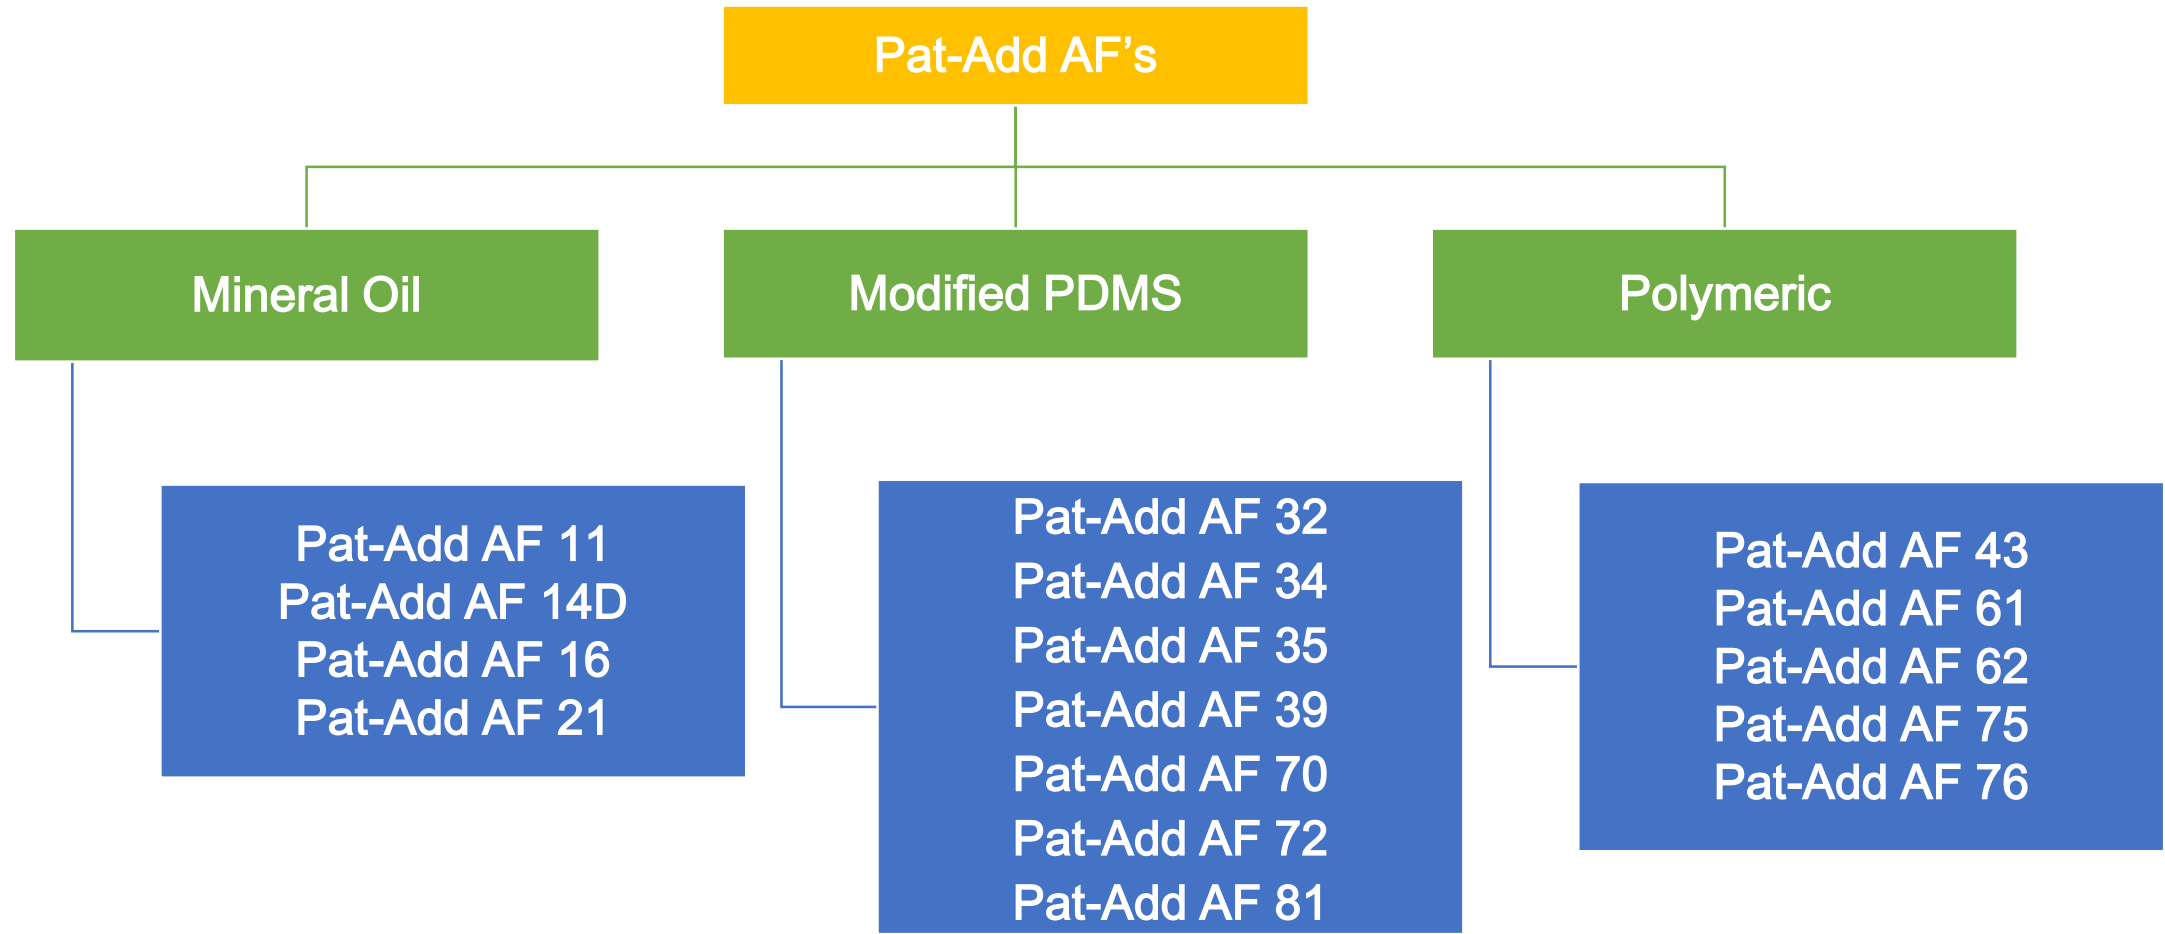 Pat-Add AF’s
Mineral Oil
Modified PDMS
Polymeric
Pat-Add AF 11
Pat-Add AF 14D
Pat-Add AF 16
Pat-Add AF 21
Pat-Add AF 32
Pat-Add AF 34
Pat-Add AF 35
Pat-Add AF 39
Pat-Add AF 70
Pat-Add AF 72
Pat-Add AF 81
Pat-Add AF 43
Pat-Add AF 61
Pat-Add AF 62
Pat-Add AF 75
Pat-Add AF 76